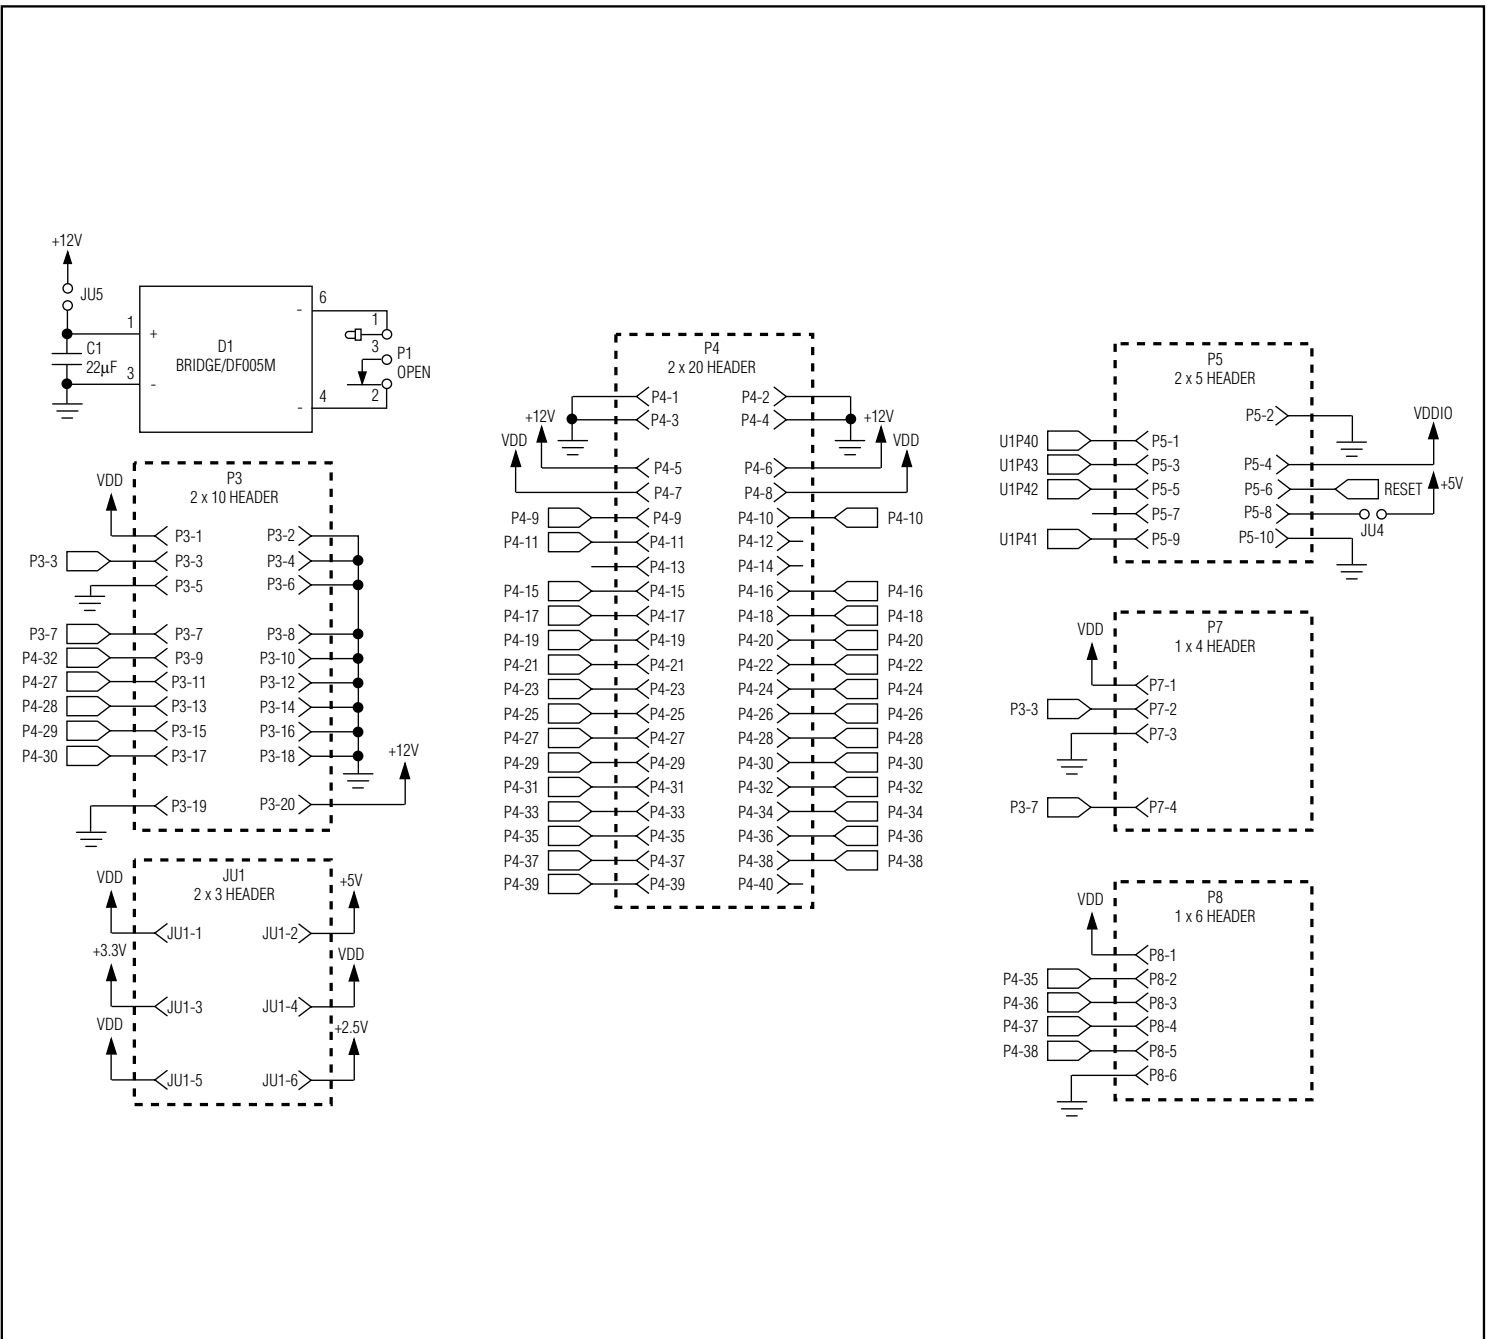 +12V
JU5
1
+
C1
22µF
3
-
D1
BRIDGE/DF005M
-
6
1
3
P1
OPEN
2
4
-
P3
2 x 10 HEADER
VDD
P3-1
P3-2
P3-3
P3-3
P3-4
P3-5
P3-6
P3-7
P3-7
P3-8
P4-32
P3-9
P3-10
P4-27
P3-11
P3-12
P4-28
P3-13
P3-14
P4-29
P3-15
P3-16
P4-30
P3-17
P3-18
+12V
P3-19
P3-20
JU1
2 x 3 HEADER
VDD
+5V
JU1-1
JU1-2
+3.3V
VDD
JU1-3
JU1-4
VDD
+2.5V
JU1-5
JU1-6
P4
2 x 20 HEADER
P4-1
P4-2
P4-3
P4-4
+12V
+12V
VDD
VDD
P4-5
P4-6
P4-7
P4-8
P4-9
P4-9
P4-10
P4-10
P4-11
P4-11
P4-12
P4-13
P4-14
P4-15
P4-15
P4-16
P4-16
P4-17
P4-17
P4-18
P4-18
P4-19
P4-19
P4-20
P4-20
P4-21
P4-21
P4-22
P4-22
P4-23
P4-23
P4-24
P4-24
P4-25
P4-25
P4-26
P4-26
P4-27
P4-27
P4-28
P4-28
P4-29
P4-29
P4-30
P4-30
P4-31
P4-31
P4-32
P4-32
P4-33
P4-33
P4-34
P4-34
P4-35
P4-35
P4-36
P4-36
P4-37
P4-37
P4-38
P4-38
P4-39
P4-39
P4-40
P5
2 x 5 HEADER
P5-2
VDDIO
U1P40
P5-1
U1P43
P5-3
P5-4
U1P42
P5-5
P5-6
RESET
+5V
P5-7
P5-8
JU4
U1P41
P5-9
P5-10
P7
1 x 4 HEADER
VDD
P7-1
P3-3
P7-2
P7-3
P3-7
P7-4
P8
1 x 6 HEADER
VDD
P8-1
P4-35
P8-2
P4-36
P8-3
P4-37
P8-4
P4-38
P8-5
P8-6